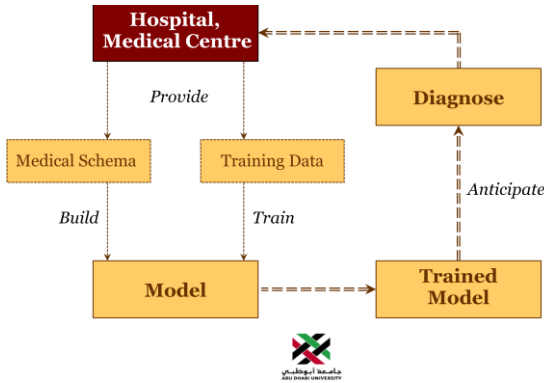 Hospital,
Medical Centre
Provide
Diagnose
Medical Schema
Training Data
Anticipate
Build
Train
Model
Trained
Model
جامعة أبوظبي
ABU DHABI UNIVERSITY